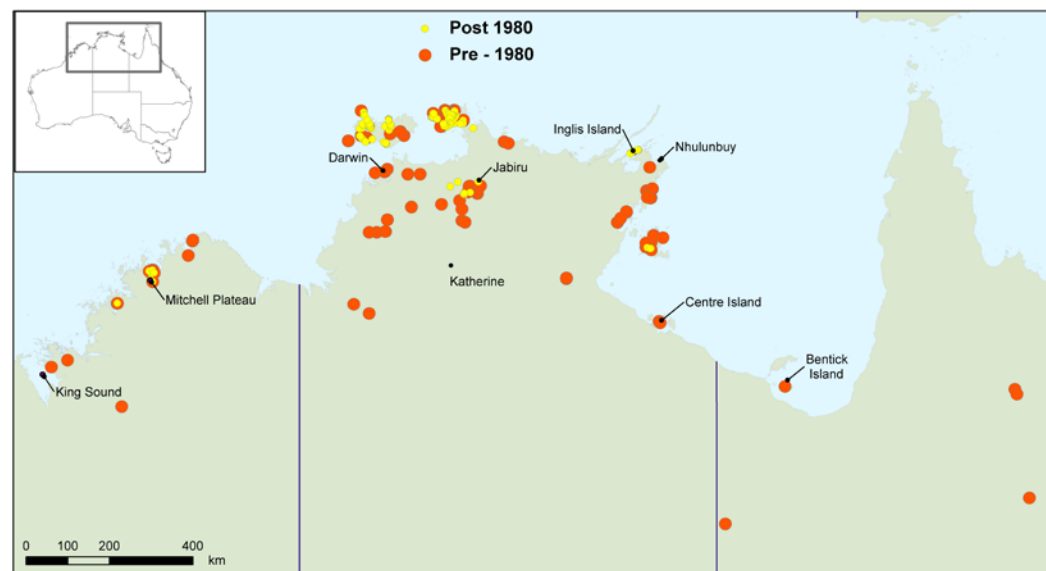 Post 1980
Pre - 1980
Inglis Island
Nhulunbuy
Darwin
Jabiru
Katherine
Mitchell Plateau
Centre Island
Bentick
Island
King Sound
0 100 200 400
km